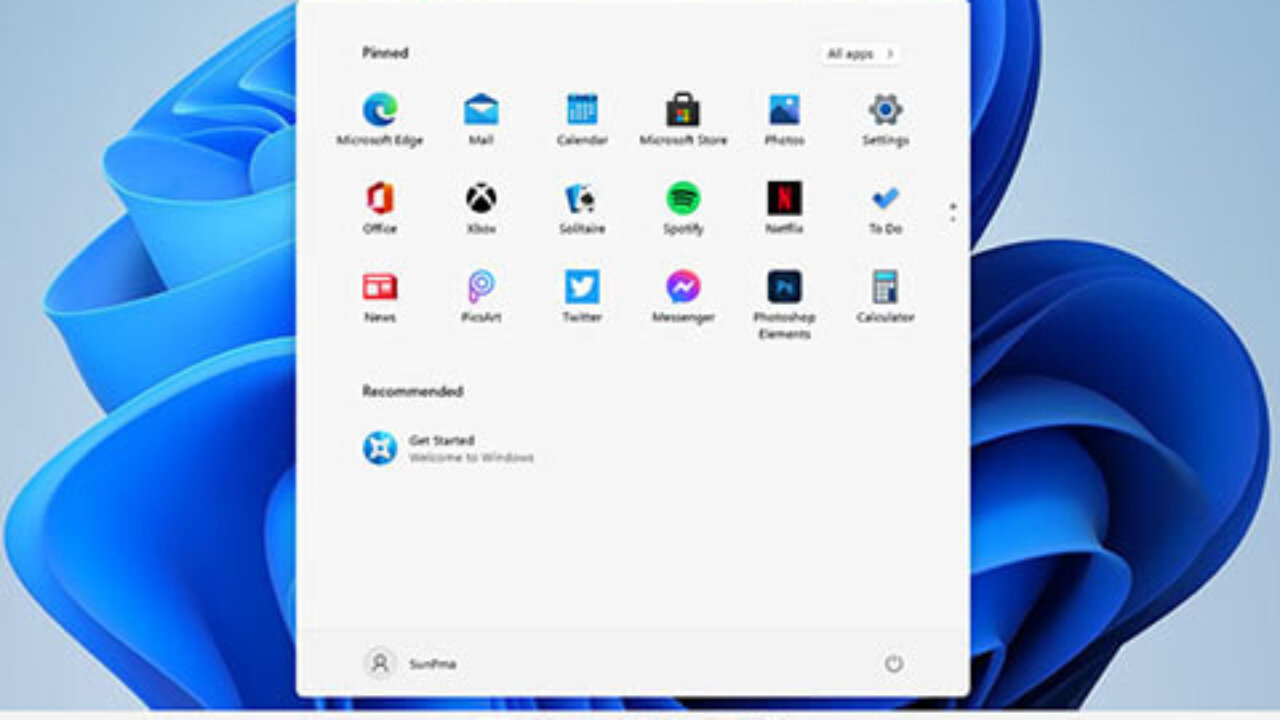 Pinned
All apps
Microsoft Edge
Mail
Calendar
Microsoft Store
Photos
Settings
Office
Xbox
Solitaire
Spotify
Netflix
To Do
News
PicsArt
Twitter
Messenger
Photoshop
Elements
Calculator
Recommended
Get Started
Welcome to Windows
SunPma